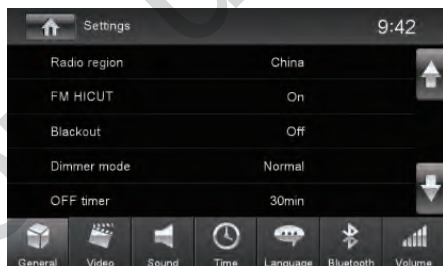 Settings 9:42
Radio region China
FM HICUT On
Blackout Off
Dimmer mode Normal
OFF timer 30min
General Video Sound Time Language Bluetooth Volume